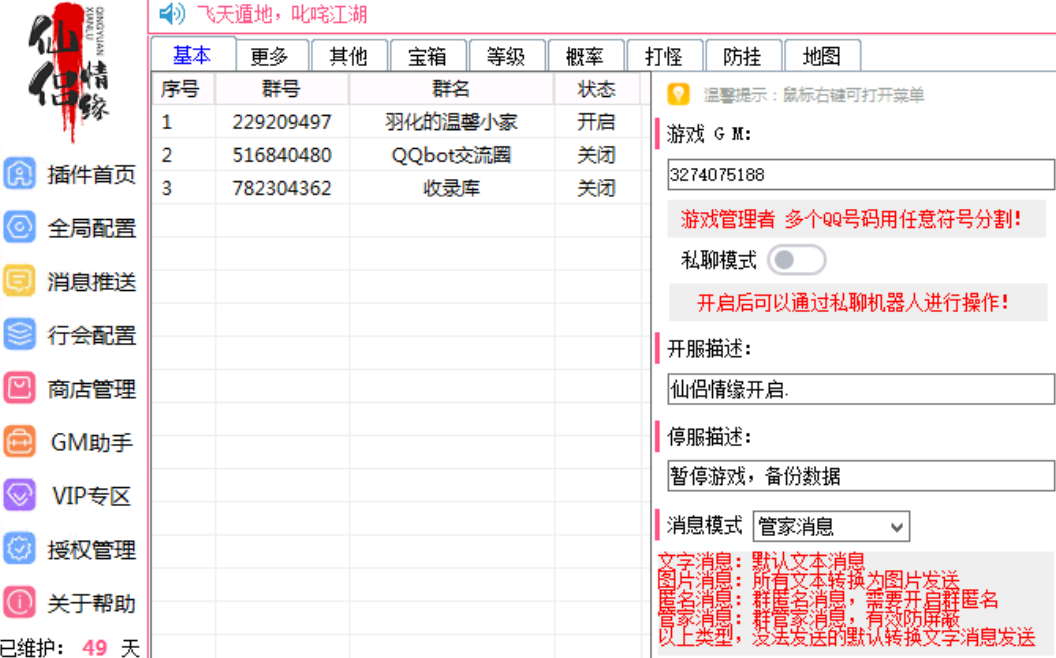 仙侣情缘
QINGYUAN
XIANLU
飞天遁地，叱咤江湖
插件首页
全局配置
消息推送
行会配置
商店管理
GM助手
VIP专区
授权管理
关于帮助
已维护： 49 天
基本 更多 其他 宝箱 等级 概率 打怪 防挂 地图
序号 群号 群名 状态
1 229209497 羽化的温馨小家 开启
2 516840480 QQbot交流圈 关闭
3 782304362 收录库 关闭
温馨提示：鼠标右键可打开菜单
游戏 G M：
3274075188
游戏管理者 多个QQ号码用任意符号分割！
私聊模式
开启后可以通过私聊机器人进行操作！
开服描述：
仙侣情缘开启.
停服描述：
暂停游戏，备份数据
消息模式 管家消息
文字消息：默认文本消息
图片消息：所有文本转换为图片发送
匿名消息：群匿名消息，需要开启群匿名
管家消息：群管家消息，有效防屏蔽
以上类型，没法发送的默认转换文字消息发送